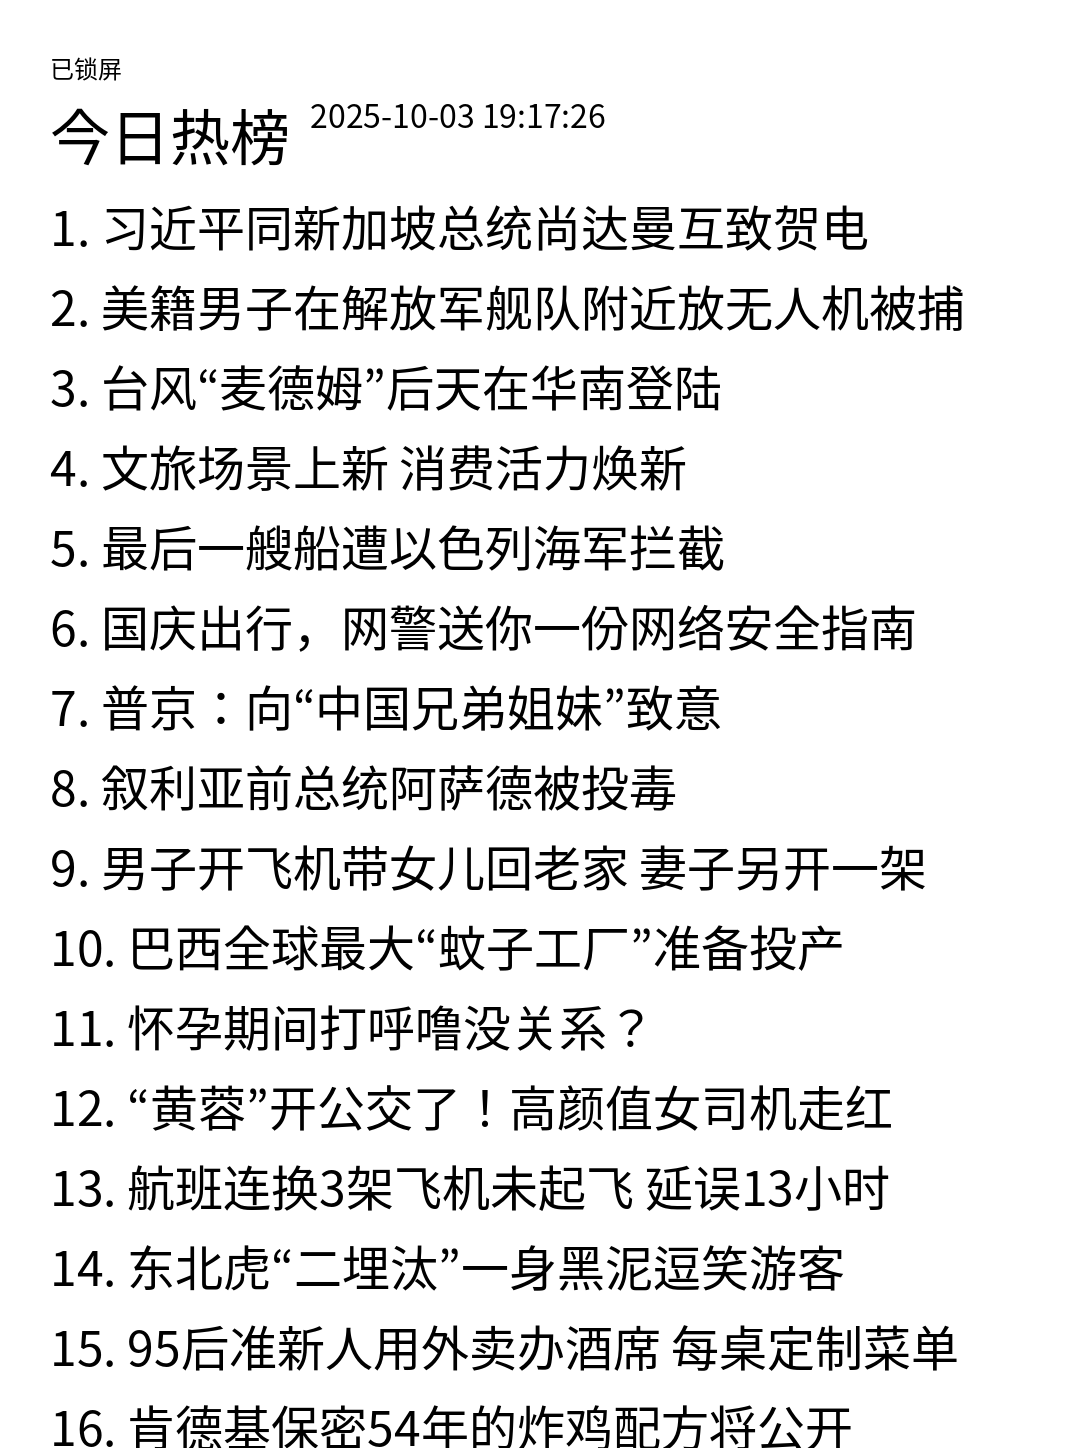 已锁屏
今日热榜 2025-10-03 19:17:26
1. 习近平同新加坡总统尚达曼互致贺电
2. 美籍男子在解放军舰队附近放无人机被捕
3. 台风“麦德姆”后天在华南登陆
4. 文旅场景上新 消费活力焕新
5. 最后一艘船遭以色列海军拦截
6. 国庆出行，网警送你一份网络安全指南
7. 普京：向“中国兄弟姐妹”致意
8. 叙利亚前总统阿萨德被投毒
9. 男子开飞机带女儿回老家 妻子另开一架
10. 巴西全球最大“蚊子工厂”准备投产
11. 怀孕期间打呼噜没关系？
12. “黄蓉”开公交了！高颜值女司机走红
13. 航班连换3架飞机未起飞 延误13小时
14. 东北虎“二埋汰”一身黑泥逗笑游客
15. 95后准新人用外卖办酒席 每桌定制菜单
16. 肯德基保密54年的炸鸡配方将公开